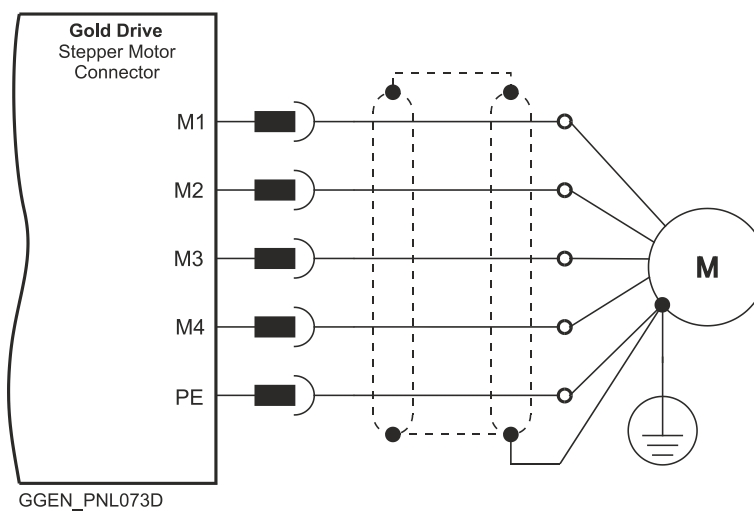 Gold Drive
Stepper Motor
Connector
M1
M2
M3
M4
PE
M
GGEN_PNL073D